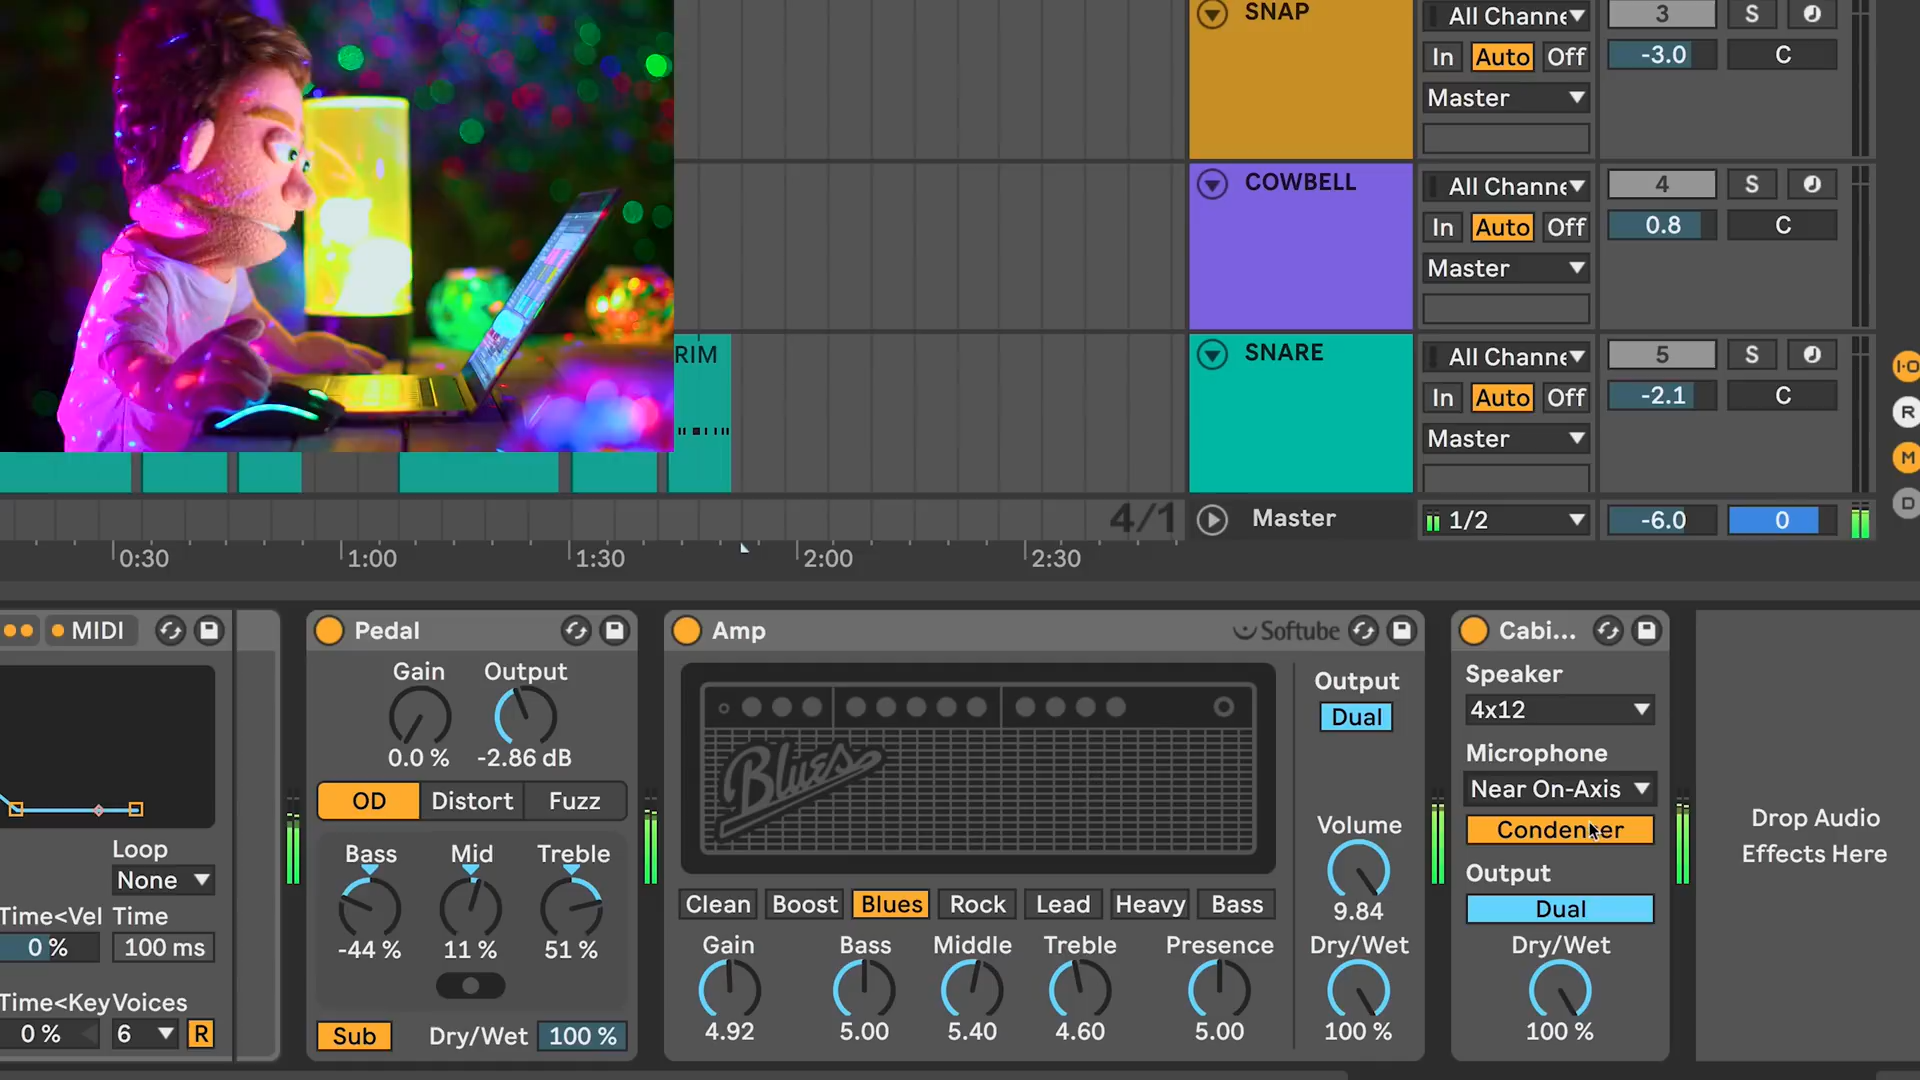 SNAP
All Channe
3
S
In Auto Off
-3.0
C
Master
COWBELL
All Channe
4
S
In Auto Off
0.8
C
Master
RIM
SNARE
All Channe
5
S
In Auto Off
-2.1
C
Master
I-O
R
M
D
4/1
Master
1/2
-6.0
0
0:30
1:00
1:30
2:00
2:30
MIDI
Loop
None
Time<Vel Time
0 %
100 ms
Time<Key Voices
0 %
6
R
Pedal
Gain
Output
0.0 %
-2.86 dB
OD Distort Fuzz
Bass Mid Treble
-44 % 11 % 51 %
Sub Dry/Wet 100 %
Amp
Softube
Blues
Output
Dual
Volume
9.84
Clean Boost Blues Rock Lead Heavy Bass
Gain Bass Middle Treble Presence Dry/Wet
4.92 5.00 5.40 4.60 5.00 100 %
Cabi...
Speaker
4x12
Microphone
Near On-Axis
Condenser
Output
Dual
Dry/Wet
100 %
Drop Audio
Effects Here